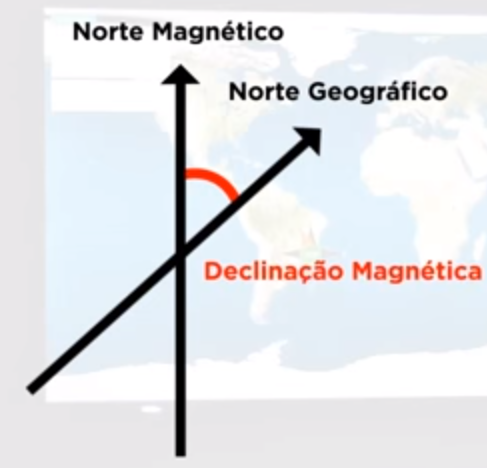 Norte Magnético
Norte Geográfico
Declinação Magnética